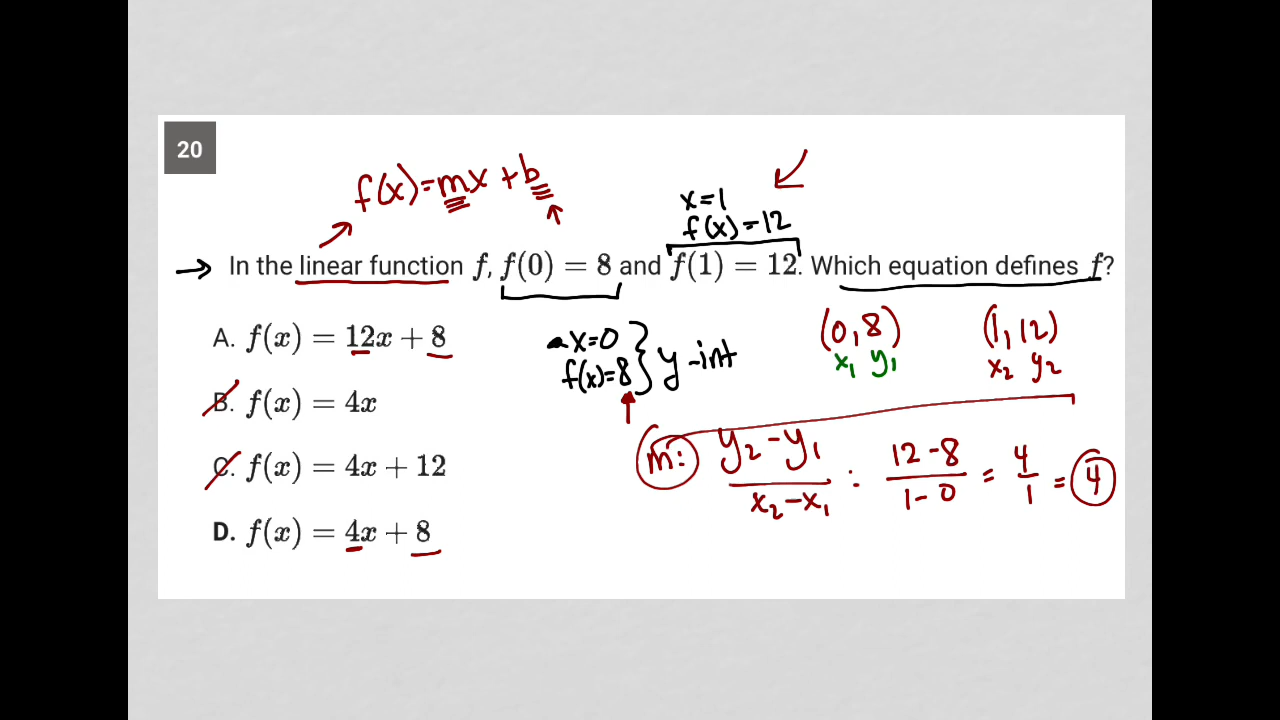 20
f(x)=mx+b
x=1
f(x)=12
In the linear function f, f(0) = 8 and f(1) = 12. Which equation defines f?
A. f(x) = 12x + 8
x=0
f(x)=8
y-int
(0,8) (1,12)
x₁ y₁ x₂ y₂
B. f(x) = 4x
m: y₂-y₁ / x₂-x₁ : 12-8 / 1-0 = 4/1 = 4
C. f(x) = 4x + 12
D. f(x) = 4x + 8